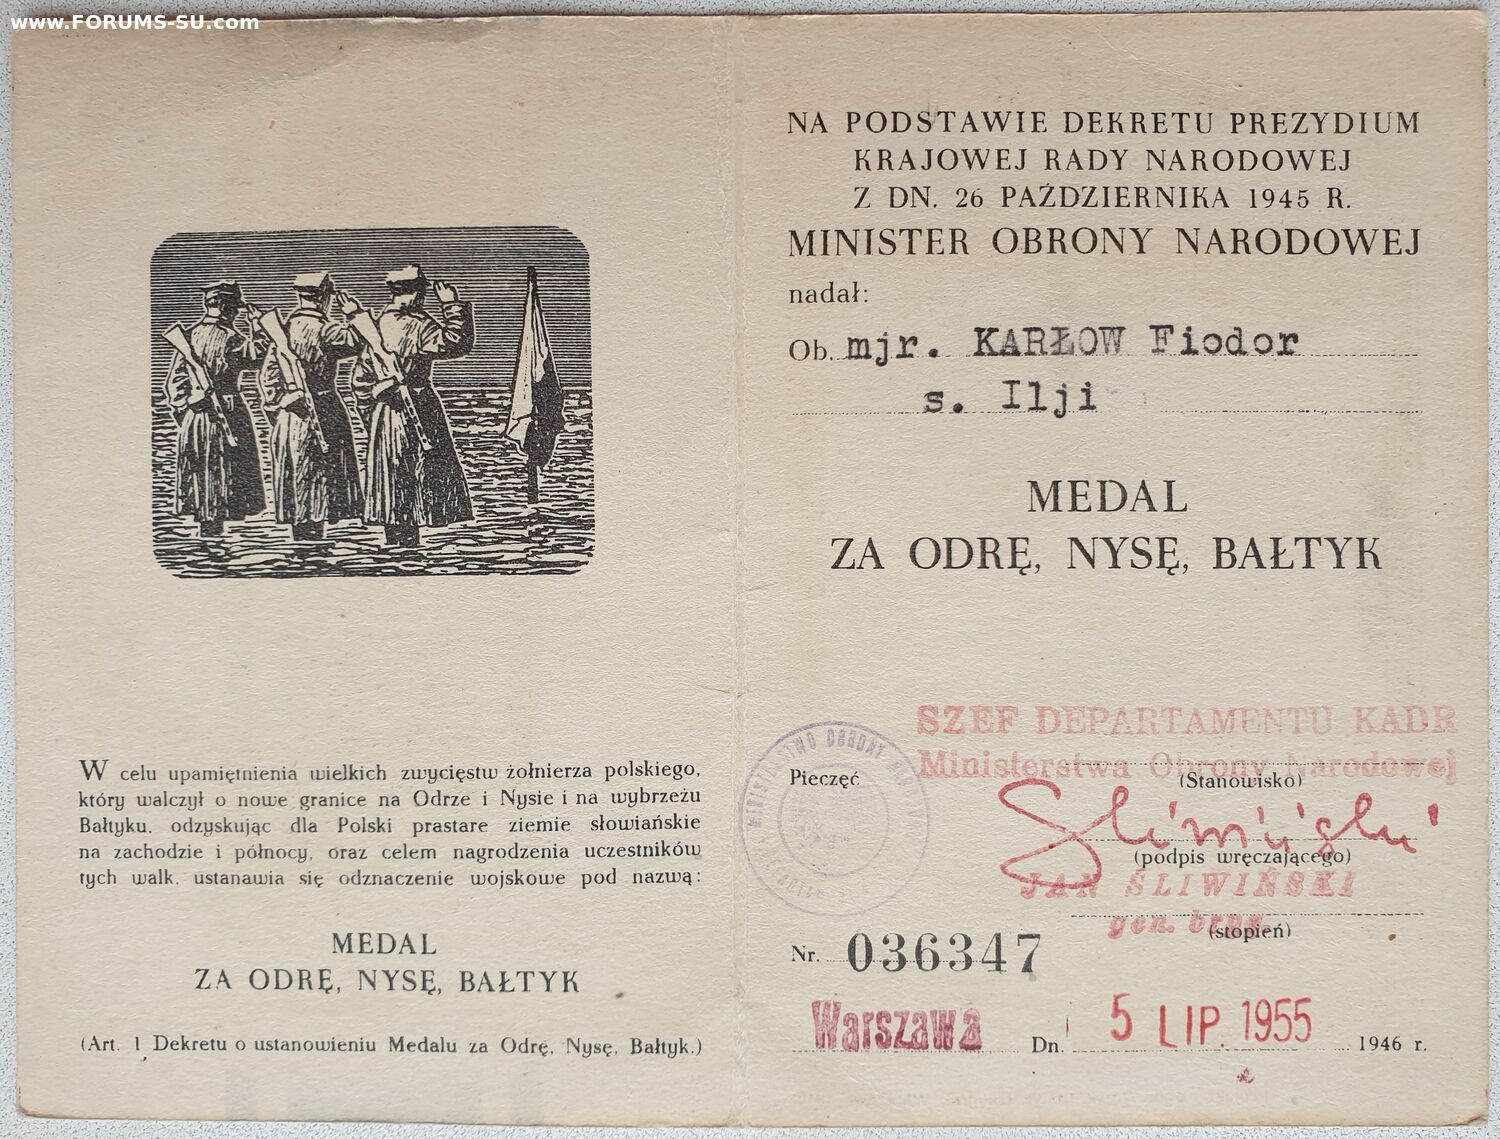 www.FORUMS-SU.com
W celu upamiętnienia wielkich zwycięstw żołnierza polskiego,
który walczył o nowe granice na Odrze i Nysie i na wybrzeżu
Bałtyku, odzyskując dla Polski prastare ziemie słowiańskie
na zachodzie i północy, oraz celem nagrodzenia uczestników
tych walk, ustanawia się odznaczenie wojskowe pod nazwą:
MEDAL
ZA ODRĘ, NYSĘ, BAŁTYK
(Art. 1 Dekretu o ustanowieniu Medalu za Odrę, Nysę, Bałtyk.)
NA PODSTAWIE DEKRETU PREZYDIUM
KRAJOWEJ RADY NARODOWEJ
Z DN. 26 PAŹDZIERNIKA 1945 R.
MINISTER OBRONY NARODOWEJ
nadał:
Ob. mjr. KARŁOW Fiodor
s. Ilji
MEDAL
ZA ODRĘ, NYSĘ, BAŁTYK
SZEF DEPARTAMENTU KADR
Ministerstwa Obrony Narodowej
Pieczęć
(Stanowisko)
Śliwiński
(podpis wręczającego)
JAN ŚLIWIŃSKI
gen. bryg.
(stopień)
Nr. 036347
Warszawa Dn. 5 LIP. 1955 1946 r.